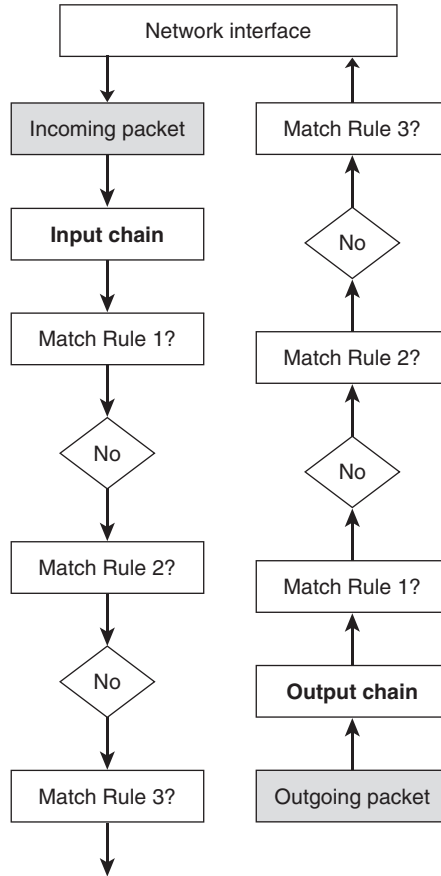 Network interface
Incoming packet
Input chain
Match Rule 1?
No
Match Rule 2?
No
Match Rule 3?
Match Rule 3?
No
Match Rule 2?
No
Match Rule 1?
Output chain
Outgoing packet